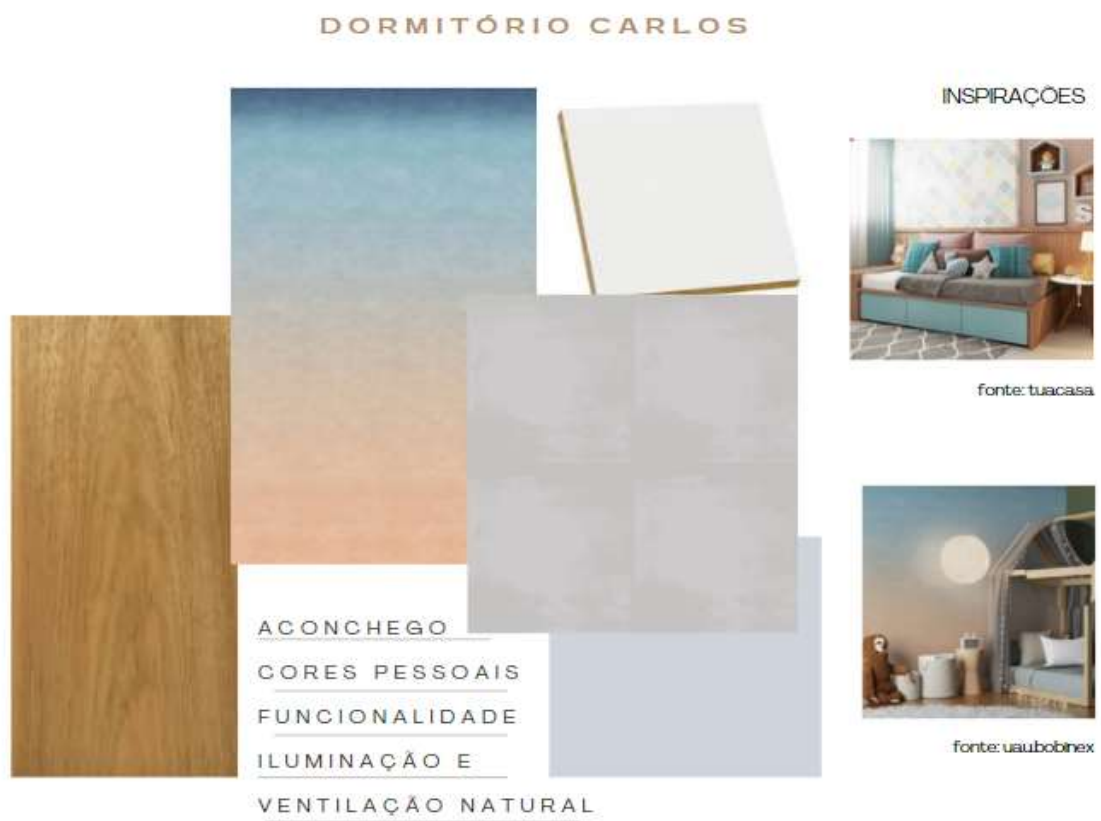 DORMITÓRIO CARLOS
INSPIRAÇÕES
fonte: tuacasa
ACONCHEGO
CORES PESSOAIS
FUNCIONALIDADE
ILUMINAÇÃO E
VENTILAÇÃO NATURAL
fonte: uau.bobinex
S